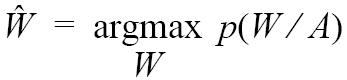 Ŵ = argmax p(W/A)
W